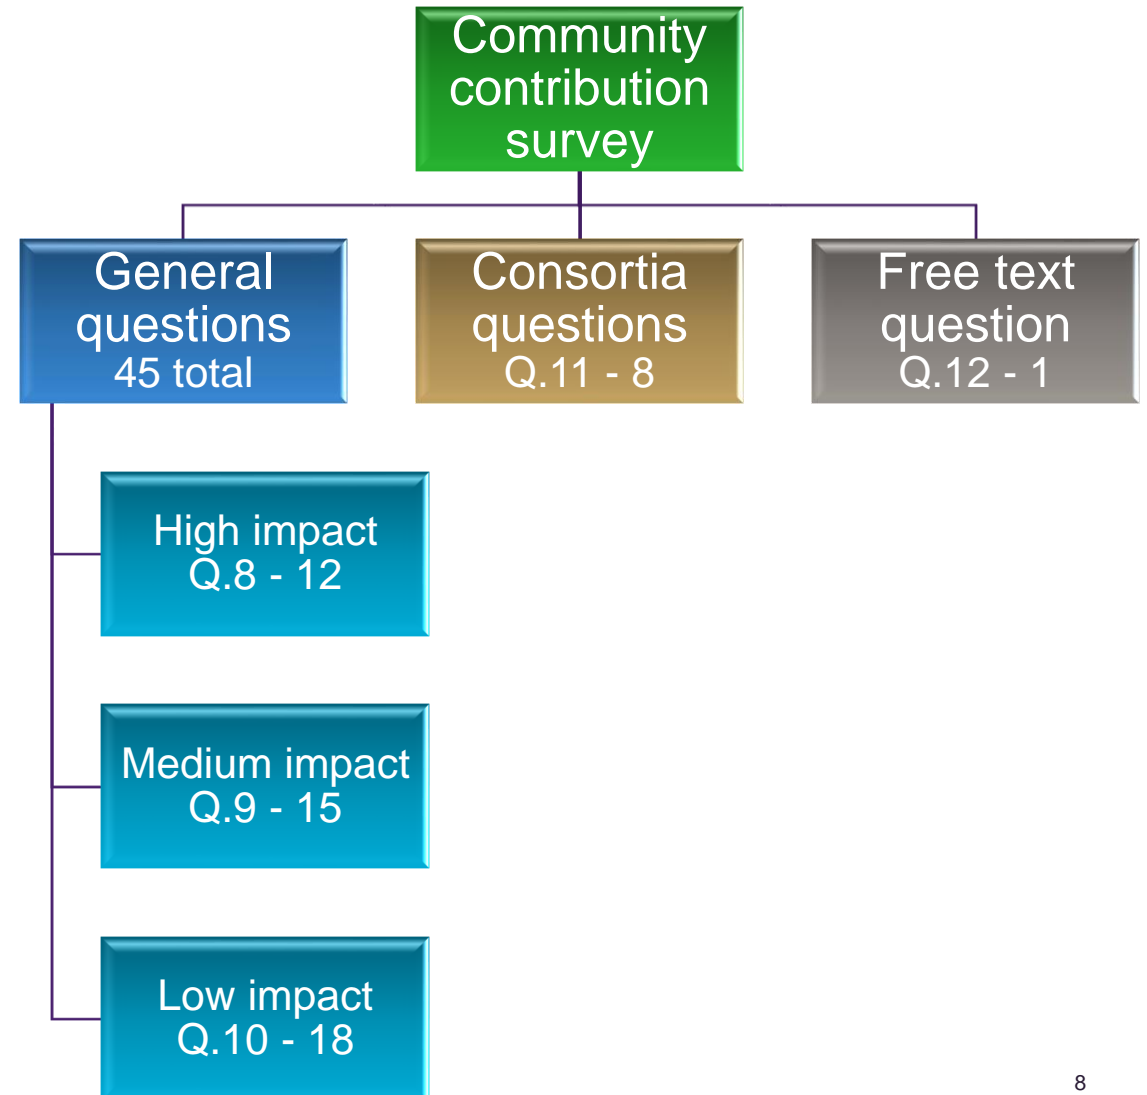 Community
contribution
survey
General
questions
45 total
Consortia
questions
Q.11 - 8
Free text
question
Q.12 - 1
High impact
Q.8 - 12
Medium impact
Q.9 - 15
Low impact
Q.10 - 18
8